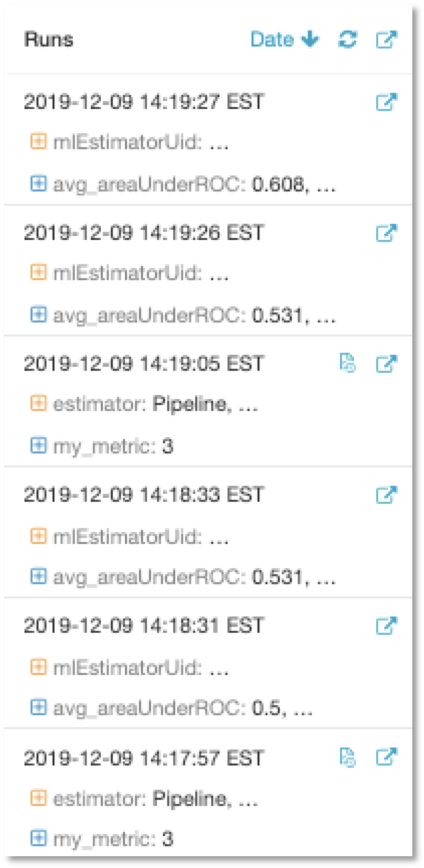 Runs Date
2019-12-09 14:19:27 EST
mlEstimatorUid: ...
avg_areaUnderROC: 0.608, ...
2019-12-09 14:19:26 EST
mlEstimatorUid: ...
avg_areaUnderROC: 0.531, ...
2019-12-09 14:19:05 EST
estimator: Pipeline, ...
my_metric: 3
2019-12-09 14:18:33 EST
mlEstimatorUid: ...
avg_areaUnderROC: 0.531, ...
2019-12-09 14:18:31 EST
mlEstimatorUid: ...
avg_areaUnderROC: 0.5, ...
2019-12-09 14:17:57 EST
estimator: Pipeline, ...
my_metric: 3